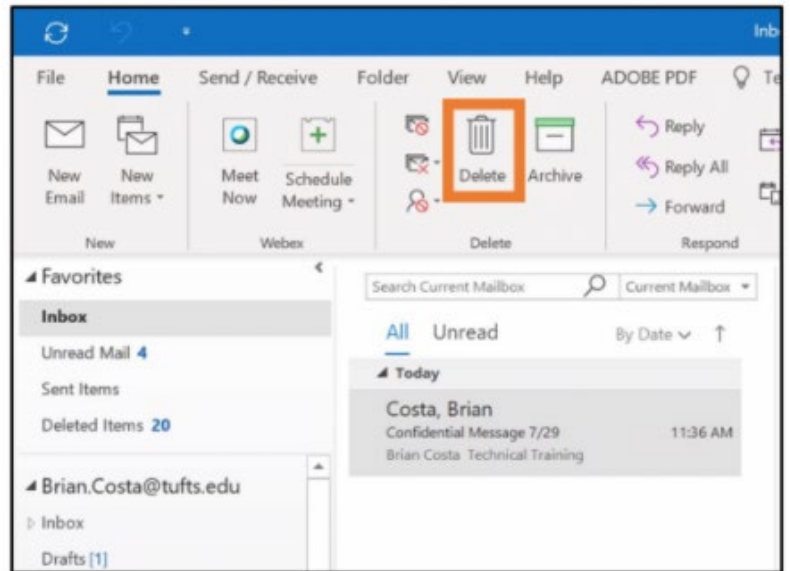 Inb
File Home Send / Receive Folder View Help ADOBE PDF Te
New Email
New Items
Meet Now
Schedule Meeting
Delete
Archive
Reply
Reply All
Forward
New Webex Delete Respond
Favorites
Search Current Mailbox Current Mailbox
Inbox
All Unread By Date
Unread Mail 4
Today
Sent Items
Costa, Brian
Deleted Items 20
Confidential Message 7/29 11:36 AM
Brian Costa Technical Training
Brian.Costa@tufts.edu
Inbox
Drafts [1]